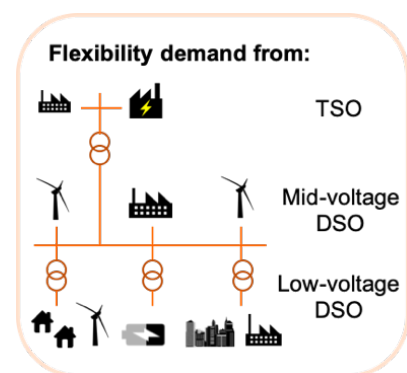 Flexibility demand from:
TSO
Mid-voltage
DSO
Low-voltage
DSO